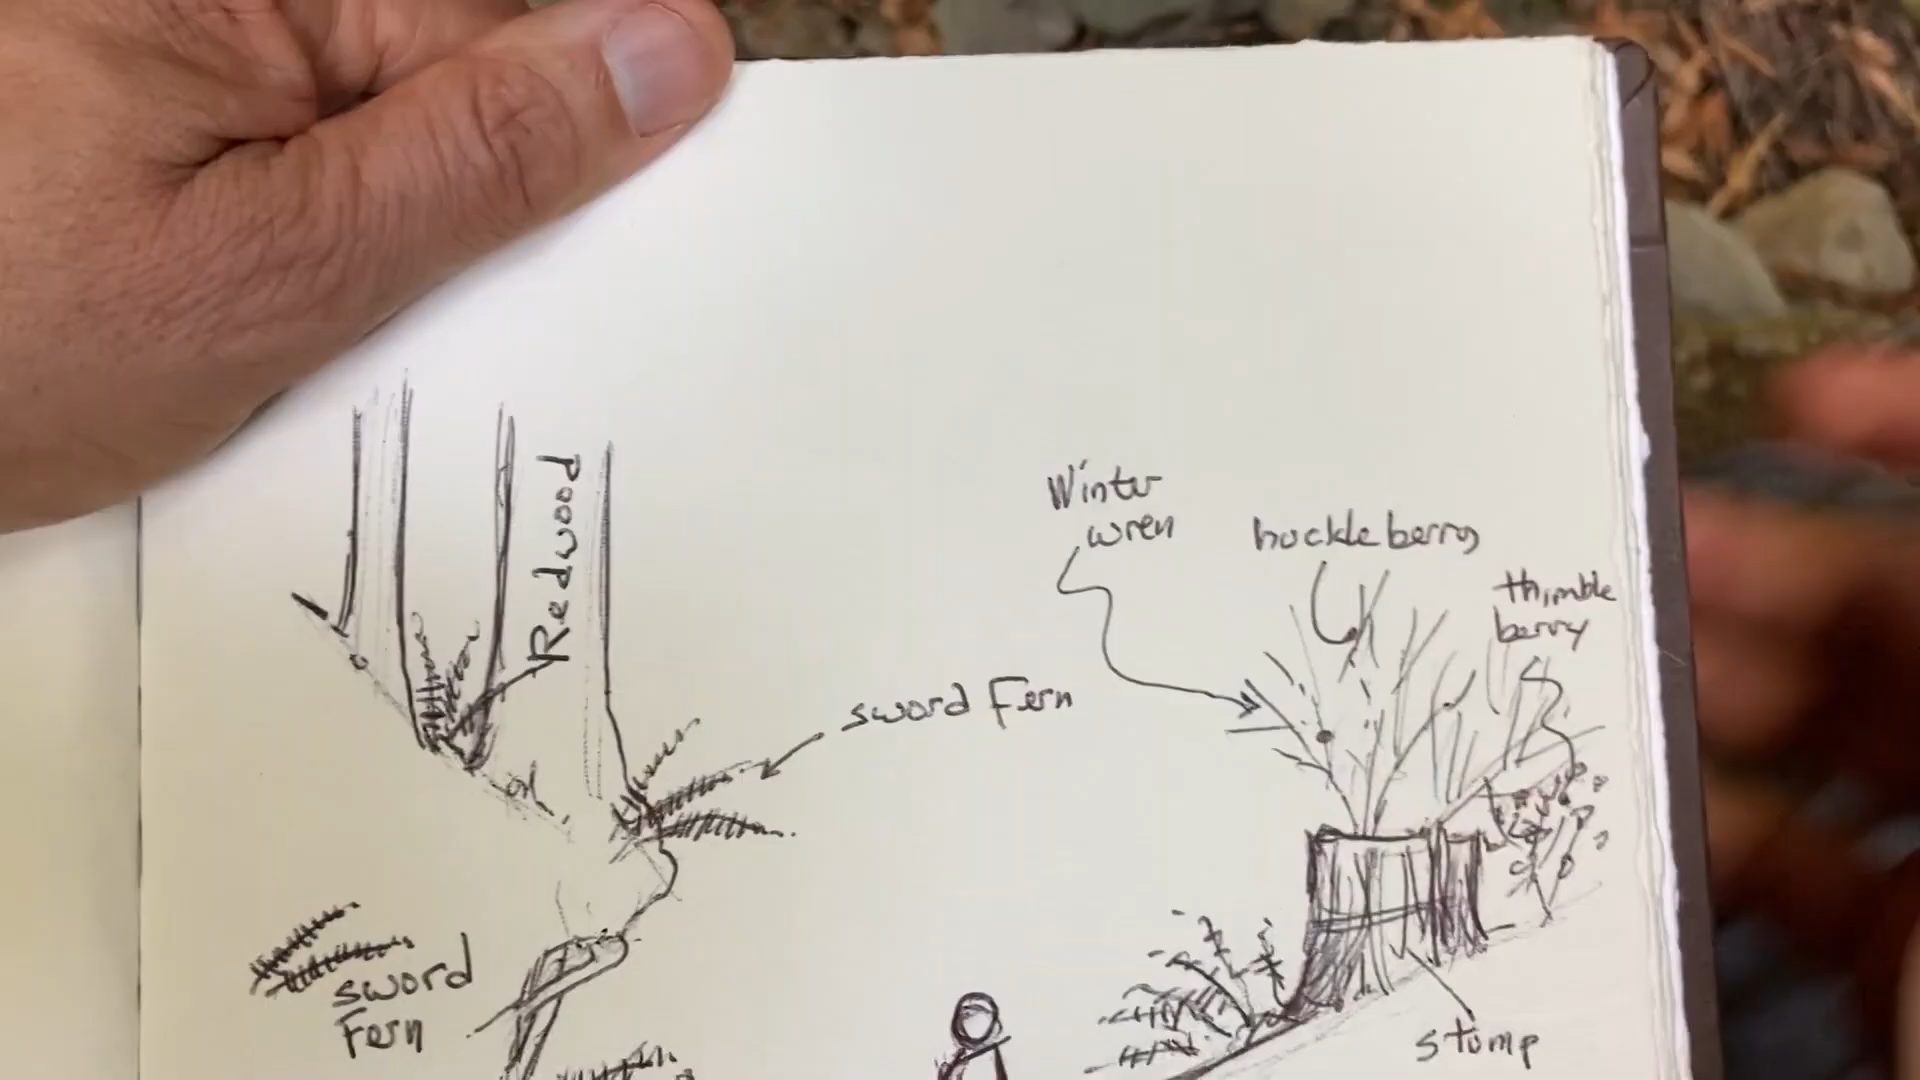 Redwood
Winter
wren
huckleberry
thimble
berry
sword Fern
sword
Fern
stump